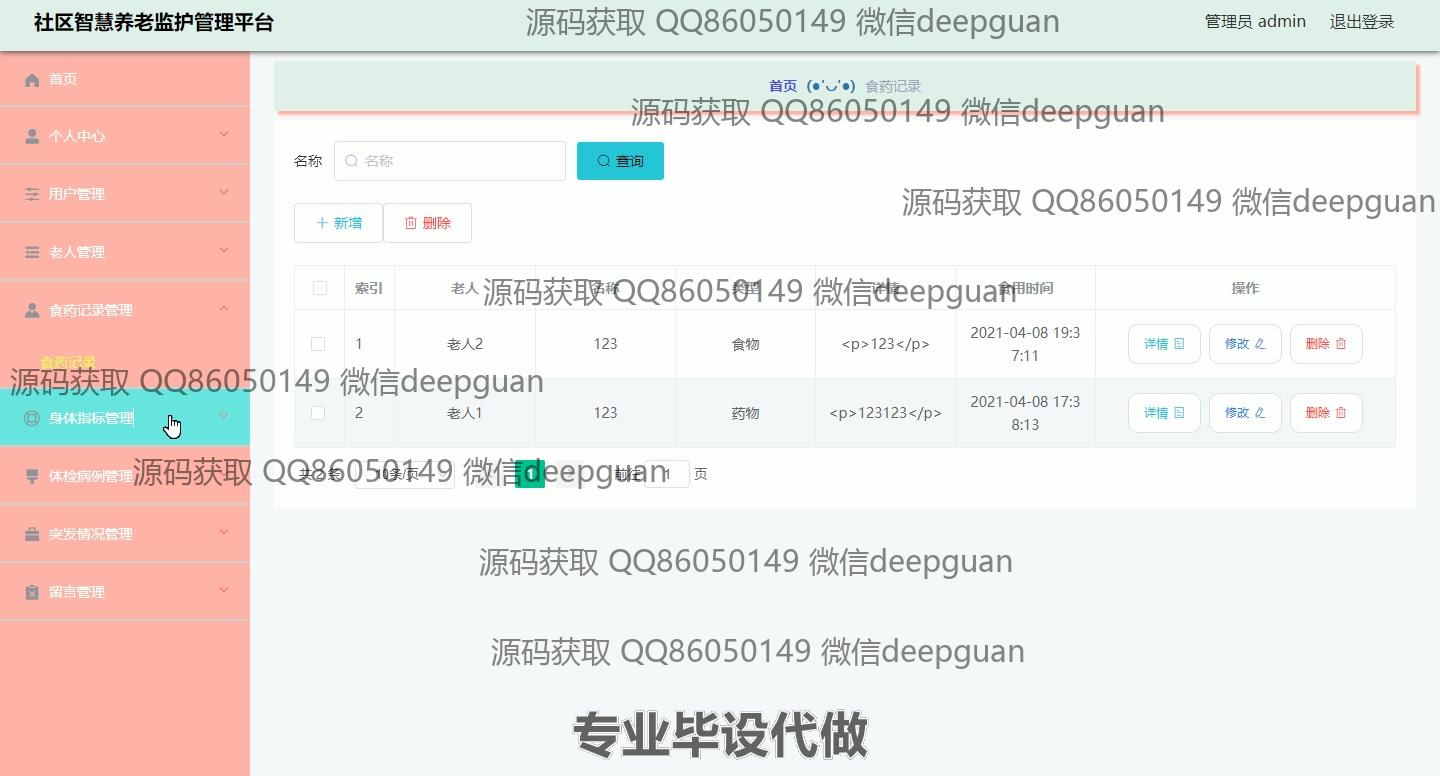 社区智慧养老监护管理平台
源码获取 QQ86050149 微信deepguan
管理员 admin
退出登录
首页
首页 (●'◡'●) 食药记录
源码获取 QQ86050149 微信deepguan
个人中心
名称 名称 查询
用户管理
源码获取 QQ86050149 微信deepguan
新增 删除
老人管理
索引 老人 名称 类型 详情 食用时间 操作
源码获取 QQ86050149 微信deepguan
食药记录管理
1 老人2 123 食物 <p>123</p> 2021-04-08 19:3
7:11 详情 修改 删除
食药记录
源码获取 QQ86050149 微信deepguan
身体指标管理
2 老人1 123 药物 <p>123123</p> 2021-04-08 17:3
8:13 详情 修改 删除
体检病例管理
源码获取 QQ86050149 微信deepguan
共 2 条 10条/页 1 前往 1 页
突发情况管理
源码获取 QQ86050149 微信deepguan
留言管理
源码获取 QQ86050149 微信deepguan
专业毕设代做